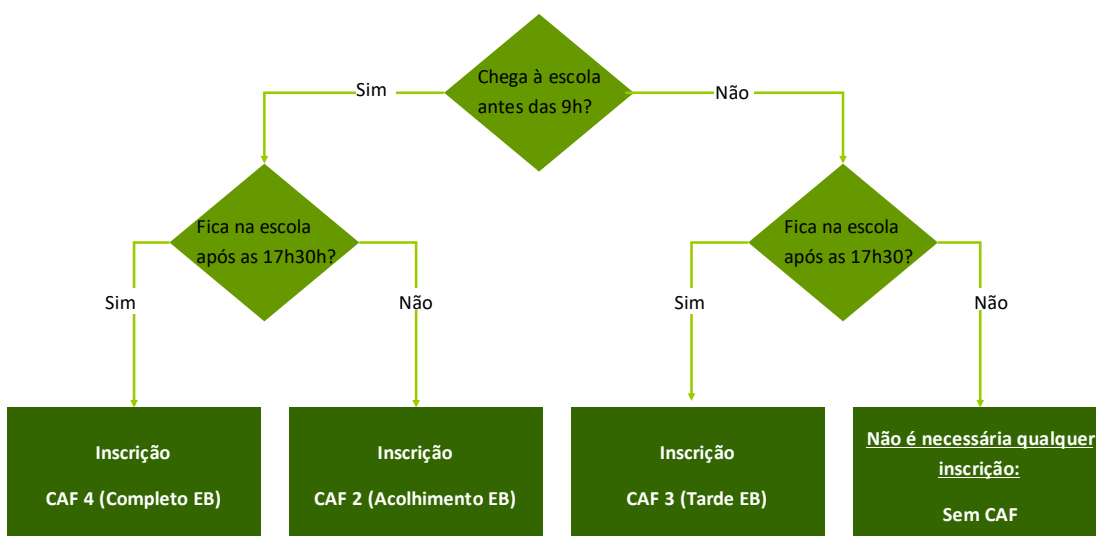 Chega à escola
antes das 9h?
Sim
Não
Fica na escola
após as 17h30h?
Fica na escola
após as 17h30?
Sim
Não
Sim
Não
Inscrição
CAF 4 (Completo EB)
Inscrição
CAF 2 (Acolhimento EB)
Inscrição
CAF 3 (Tarde EB)
Não é necessária qualquer
inscrição:
Sem CAF